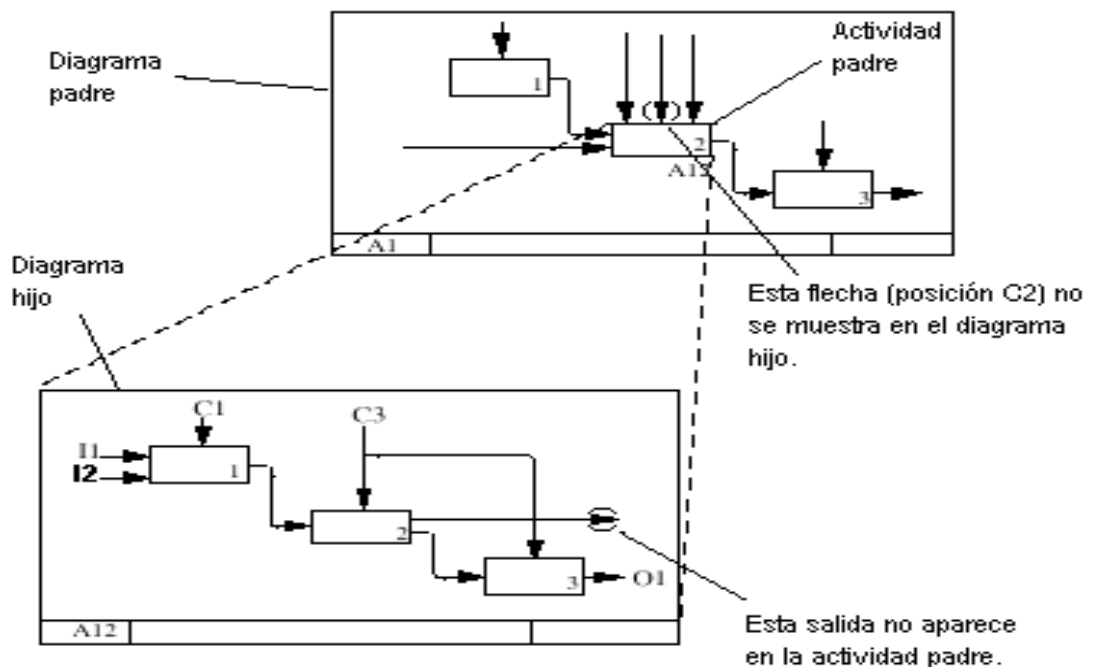 Diagrama
padre
Actividad
padre
1
( )
2
A12
3
A1
Diagrama
hijo
Esta flecha (posición C2) no
se muestra en el diagrama
hijo.
C1
C3
I1
I2
1
2
3
O1
A12
Esta salida no aparece
en la actividad padre.